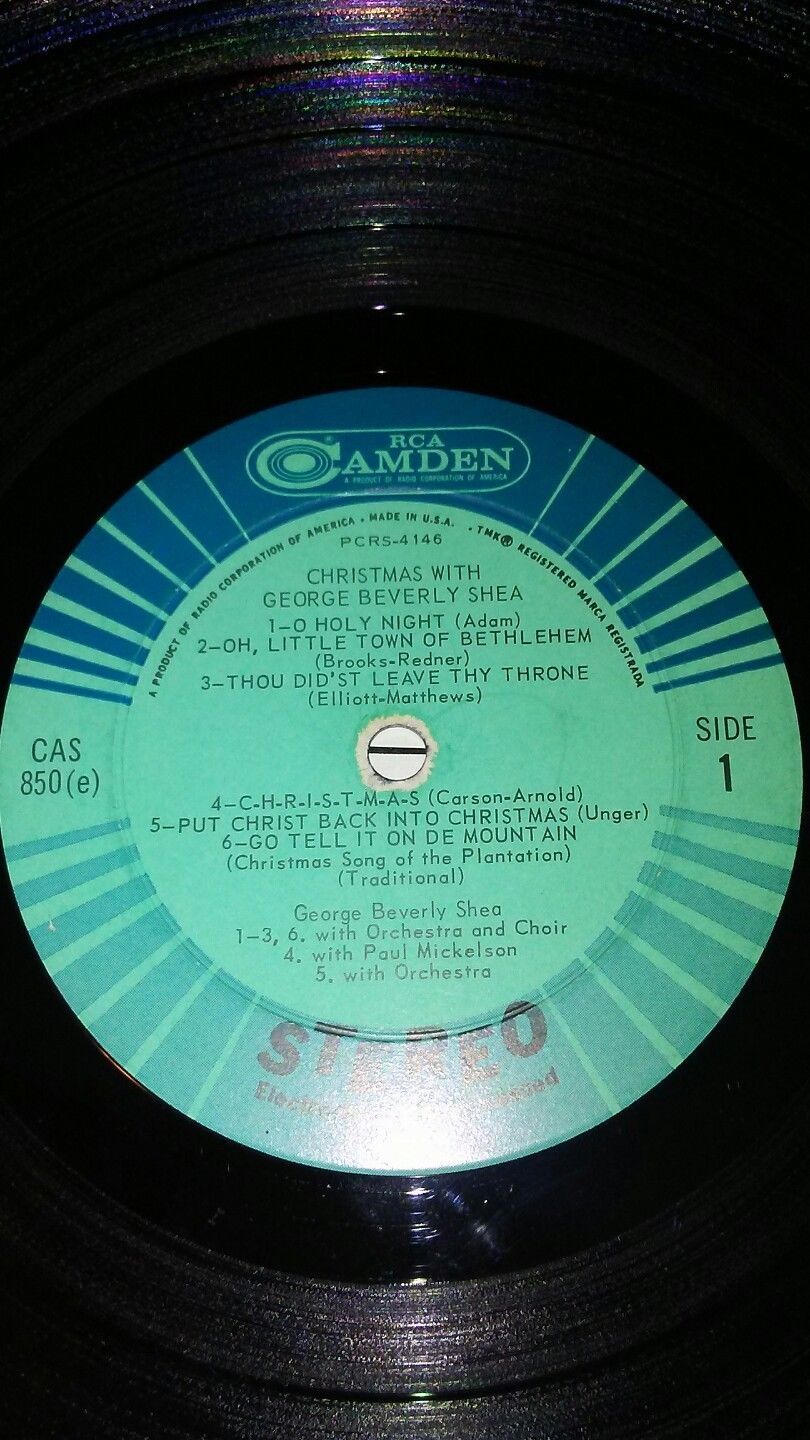 RCA
CAMDEN ®
A PRODUCT OF RADIO CORPORATION OF AMERICA
A PRODUCT OF RADIO CORPORATION OF AMERICA • MADE IN U.S.A. • TMK ® REGISTERED MARCA REGISTRADA
PCRS-4146
CHRISTMAS WITH
GEORGE BEVERLY SHEA
1-O HOLY NIGHT (Adam)
2-OH, LITTLE TOWN OF BETHLEHEM
(Brooks-Redner)
3-THOU DID'ST LEAVE THY THRONE
(Elliott-Matthews)
CAS
850 (e)
SIDE
1
4-C-H-R-I-S-T-M-A-S (Carson-Arnold)
5-PUT CHRIST BACK INTO CHRISTMAS (Unger)
6-GO TELL IT ON DE MOUNTAIN
(Christmas Song of the Plantation)
(Traditional)
George Beverly Shea
1-3, 6. with Orchestra and Choir
4. with Paul Mickelson
5. with Orchestra
STEREO